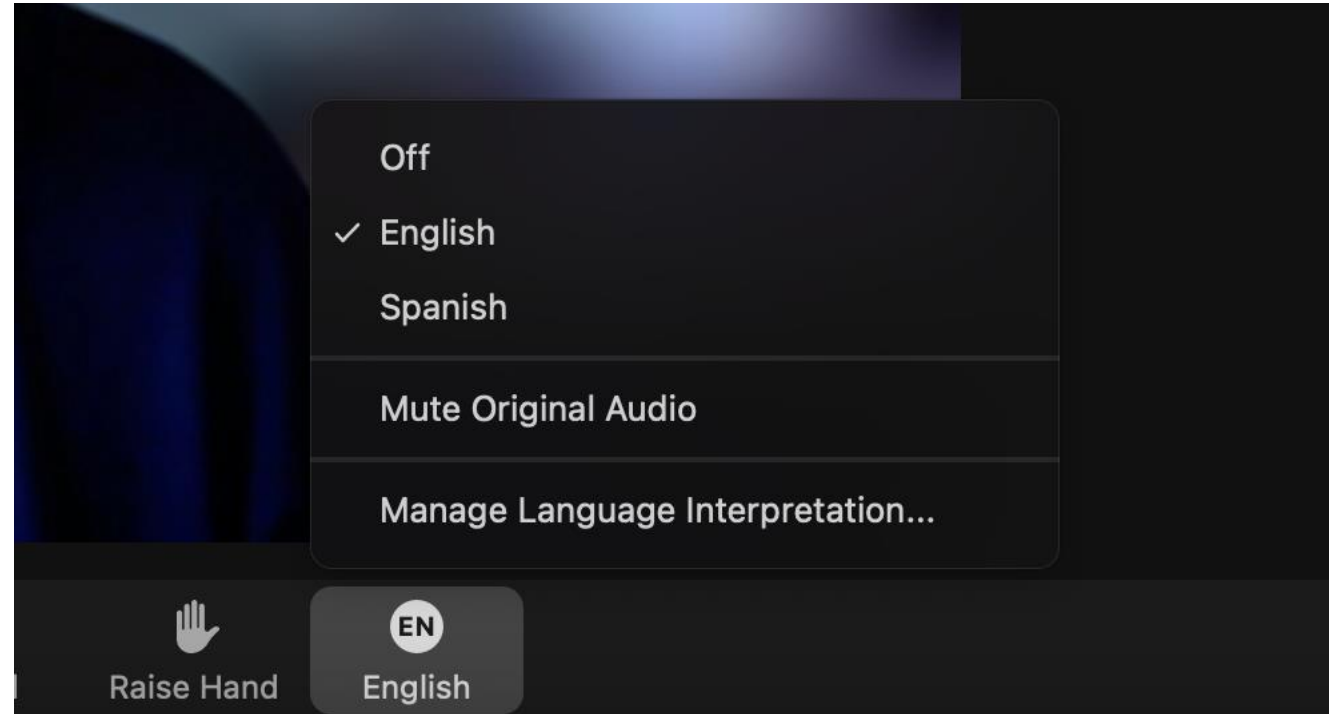 Off
English
Spanish
Mute Original Audio
Manage Language Interpretation...
EN
Raise Hand
English